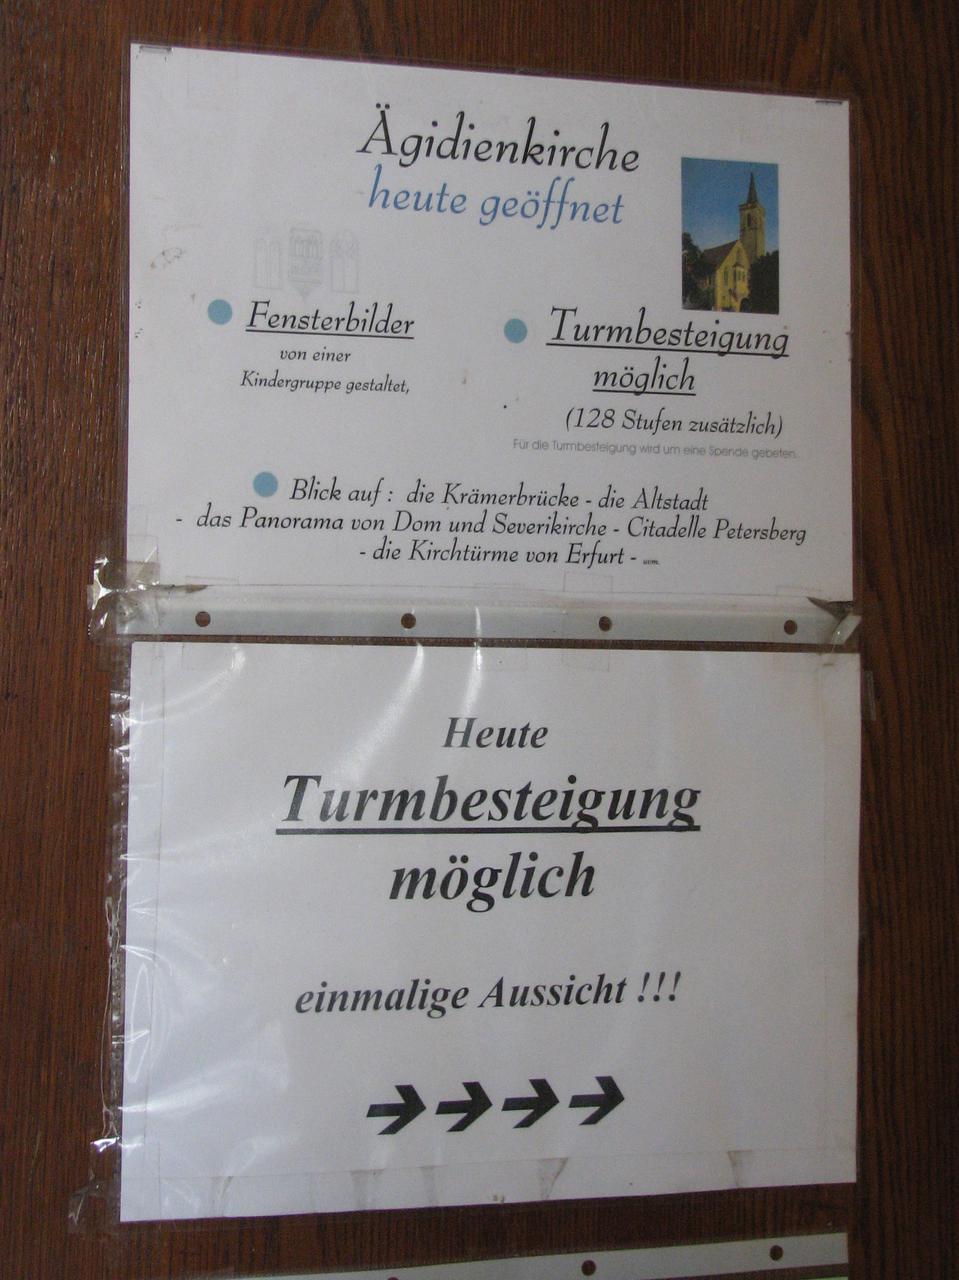 Ägidienkirche
heute geöffnet
Fensterbilder
von einer
Kindergruppe gestaltet,
Turmbesteigung
möglich
(128 Stufen zusätzlich)
Für die Turmbesteigung wird um eine Spende gebeten.
Blick auf : die Krämerbrücke - die Altstadt
- das Panorama von Dom und Severikirche - Citadelle Petersberg
- die Kirchtürme von Erfurt - uvm.
Heute
Turmbesteigung
möglich
einmalige Aussicht !!!